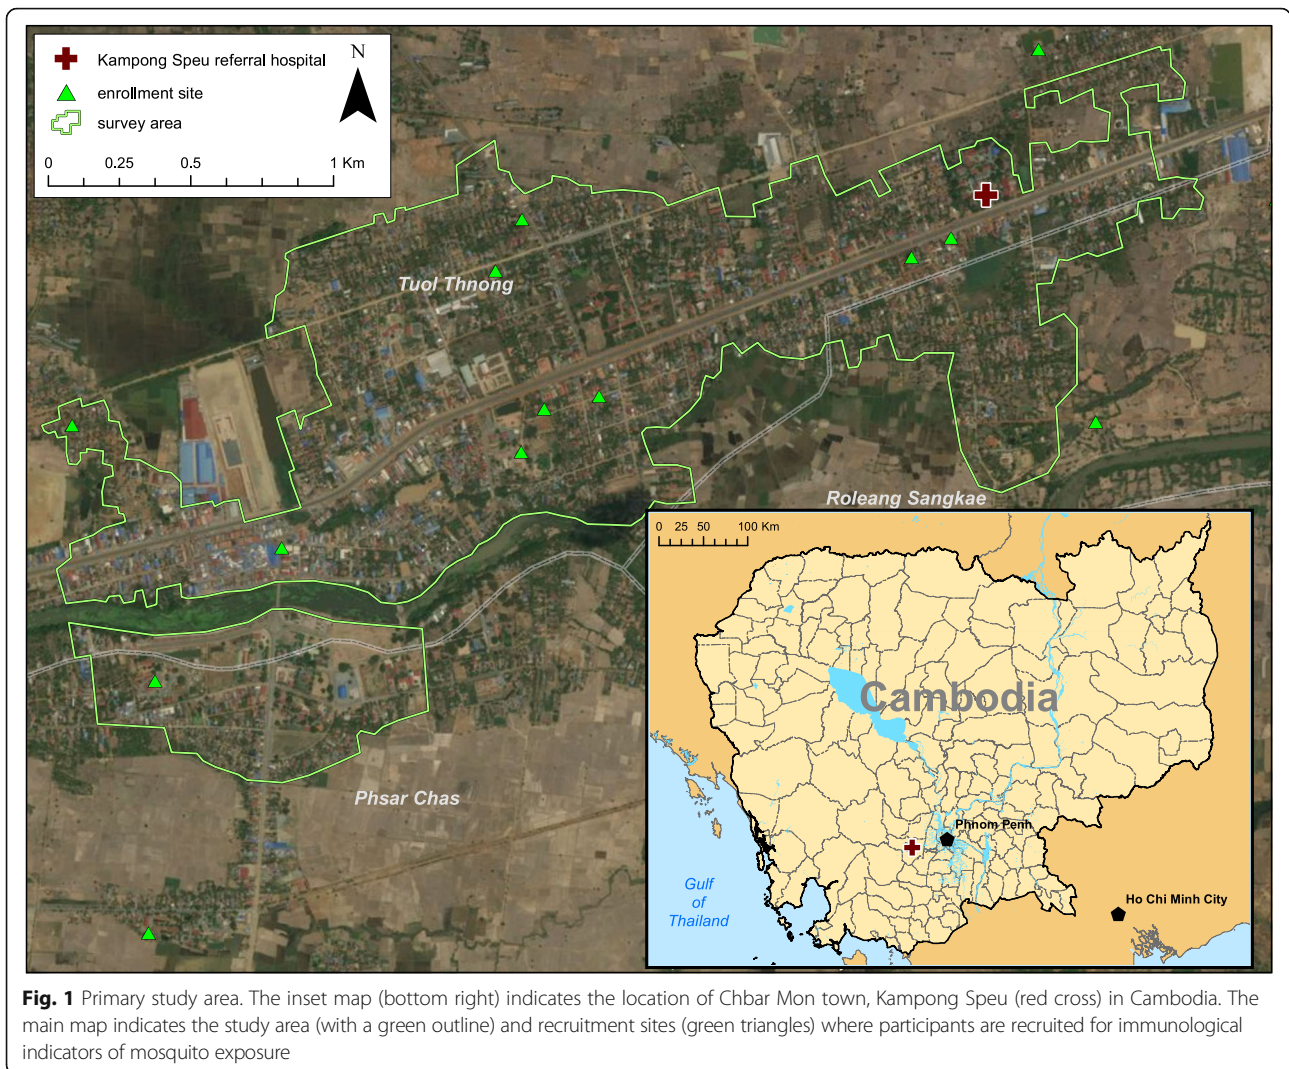 Kampong Speu referral hospital
enrollment site
survey area
N
0 0.25 0.5 1 Km
Tuol Thnong
Roleang Sangkae
Phsar Chas
0 25 50 100 Km
Cambodia
Phnom Penh
Ho Chi Minh City
Gulf
of
Thailand
Fig. 1 Primary study area. The inset map (bottom right) indicates the location of Chbar Mon town, Kampong Speu (red cross) in Cambodia. The
main map indicates the study area (with a green outline) and recruitment sites (green triangles) where participants are recruited for immunological
indicators of mosquito exposure